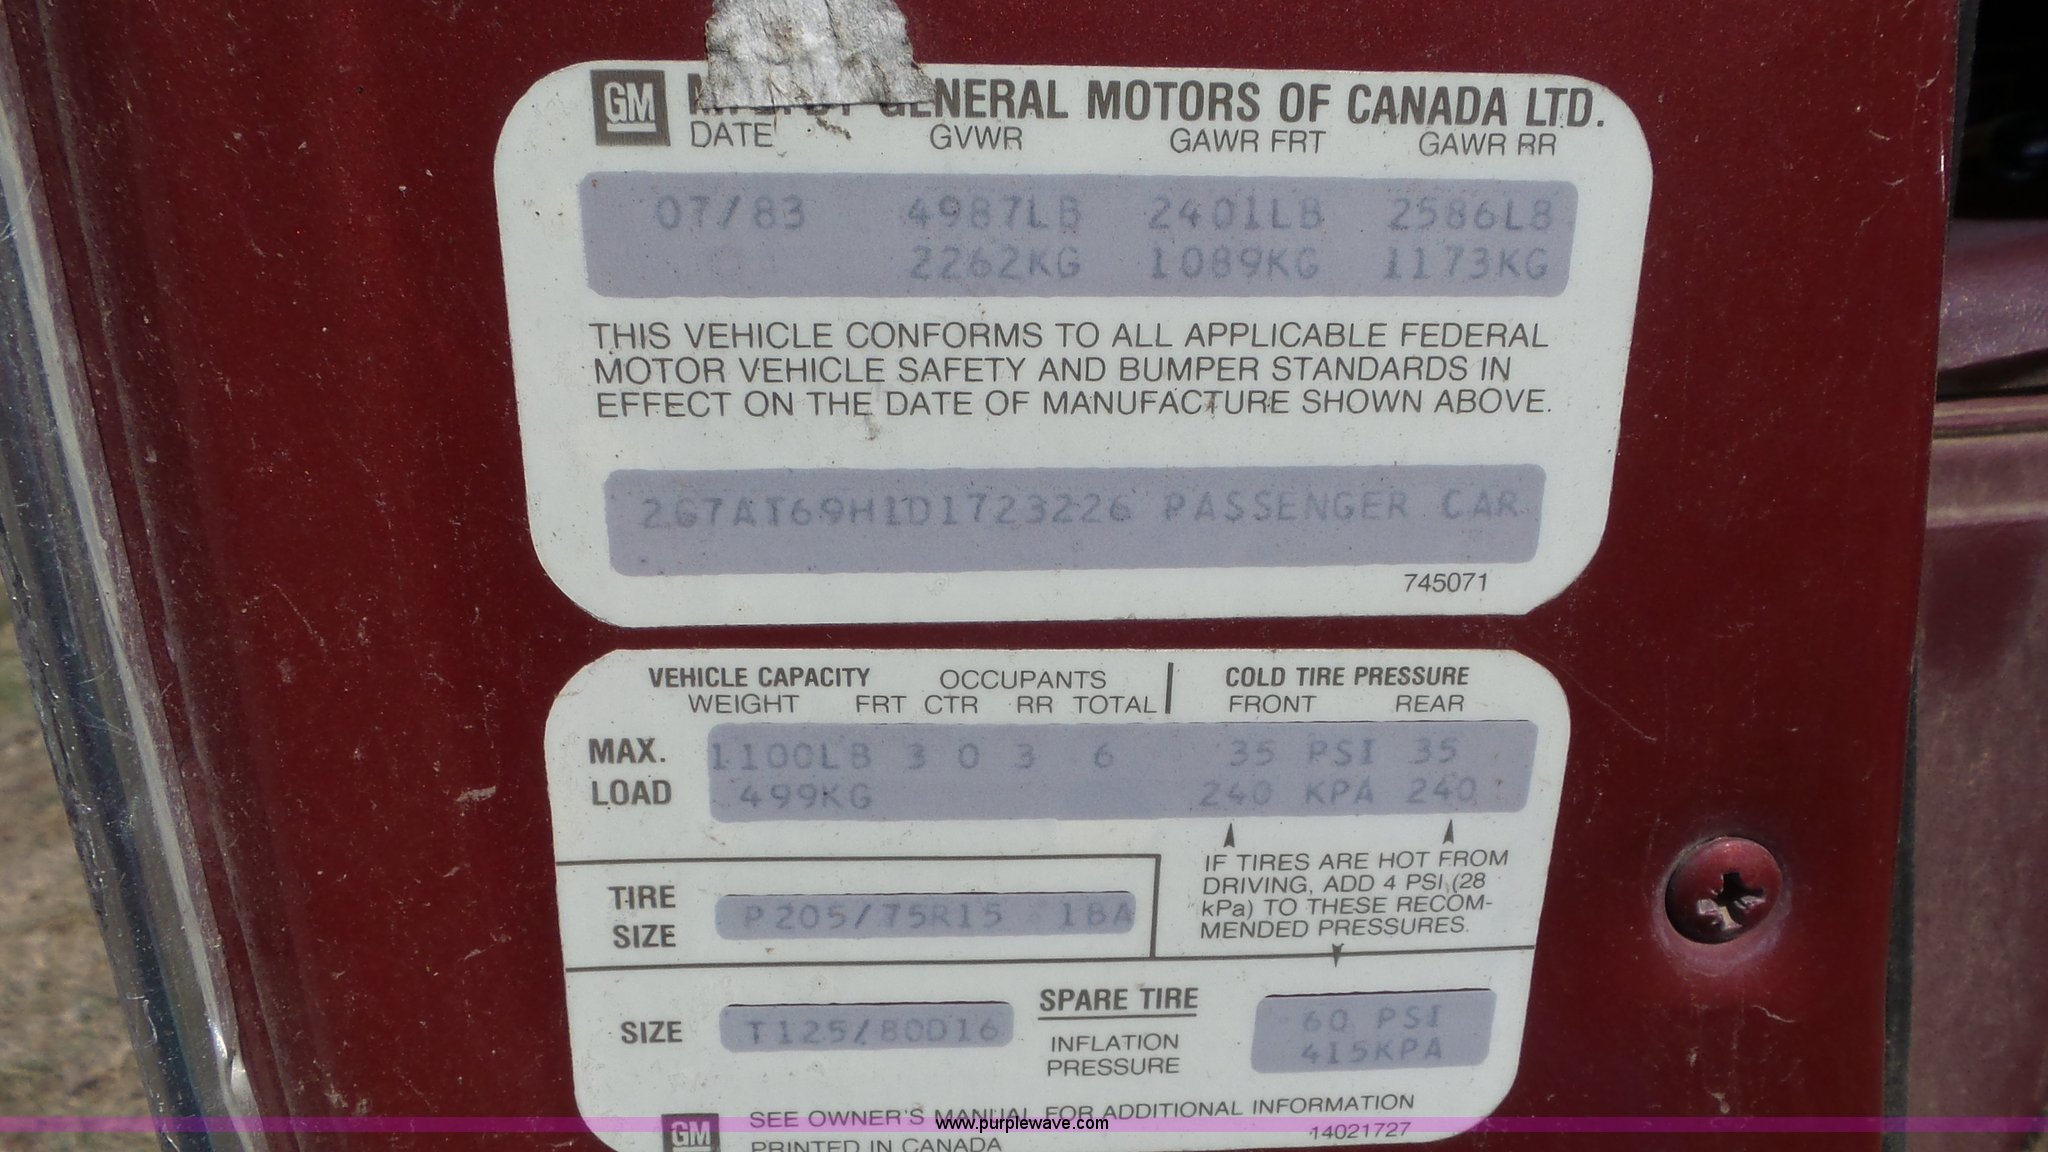 GM MFD. BY GENERAL MOTORS OF CANADA LTD.
DATE GVWR GAWR FRT GAWR RR
07/83 4987LB 2401LB 2586LB
2262KG 1089KG 1173KG
THIS VEHICLE CONFORMS TO ALL APPLICABLE FEDERAL
MOTOR VEHICLE SAFETY AND BUMPER STANDARDS IN
EFFECT ON THE DATE OF MANUFACTURE SHOWN ABOVE.
2G7AT69H1D1723226 PASSENGER CAR
745071
VEHICLE CAPACITY OCCUPANTS COLD TIRE PRESSURE
WEIGHT FRT CTR RR TOTAL FRONT REAR
MAX. 1100LB 3 0 3 6 35 PSI 35
LOAD 499KG 240 KPA 240
IF TIRES ARE HOT FROM
DRIVING, ADD 4 PSI (28
kPa) TO THESE RECOM-
MENDED PRESSURES.
TIRE
SIZE P205/75R15 1BA
SPARE TIRE
SIZE T125/80D16 INFLATION
PRESSURE
60 PSI
415KPA
GM SEE OWNER'S MANUAL FOR ADDITIONAL INFORMATION
PRINTED IN CANADA 14021727
www.purplewave.com